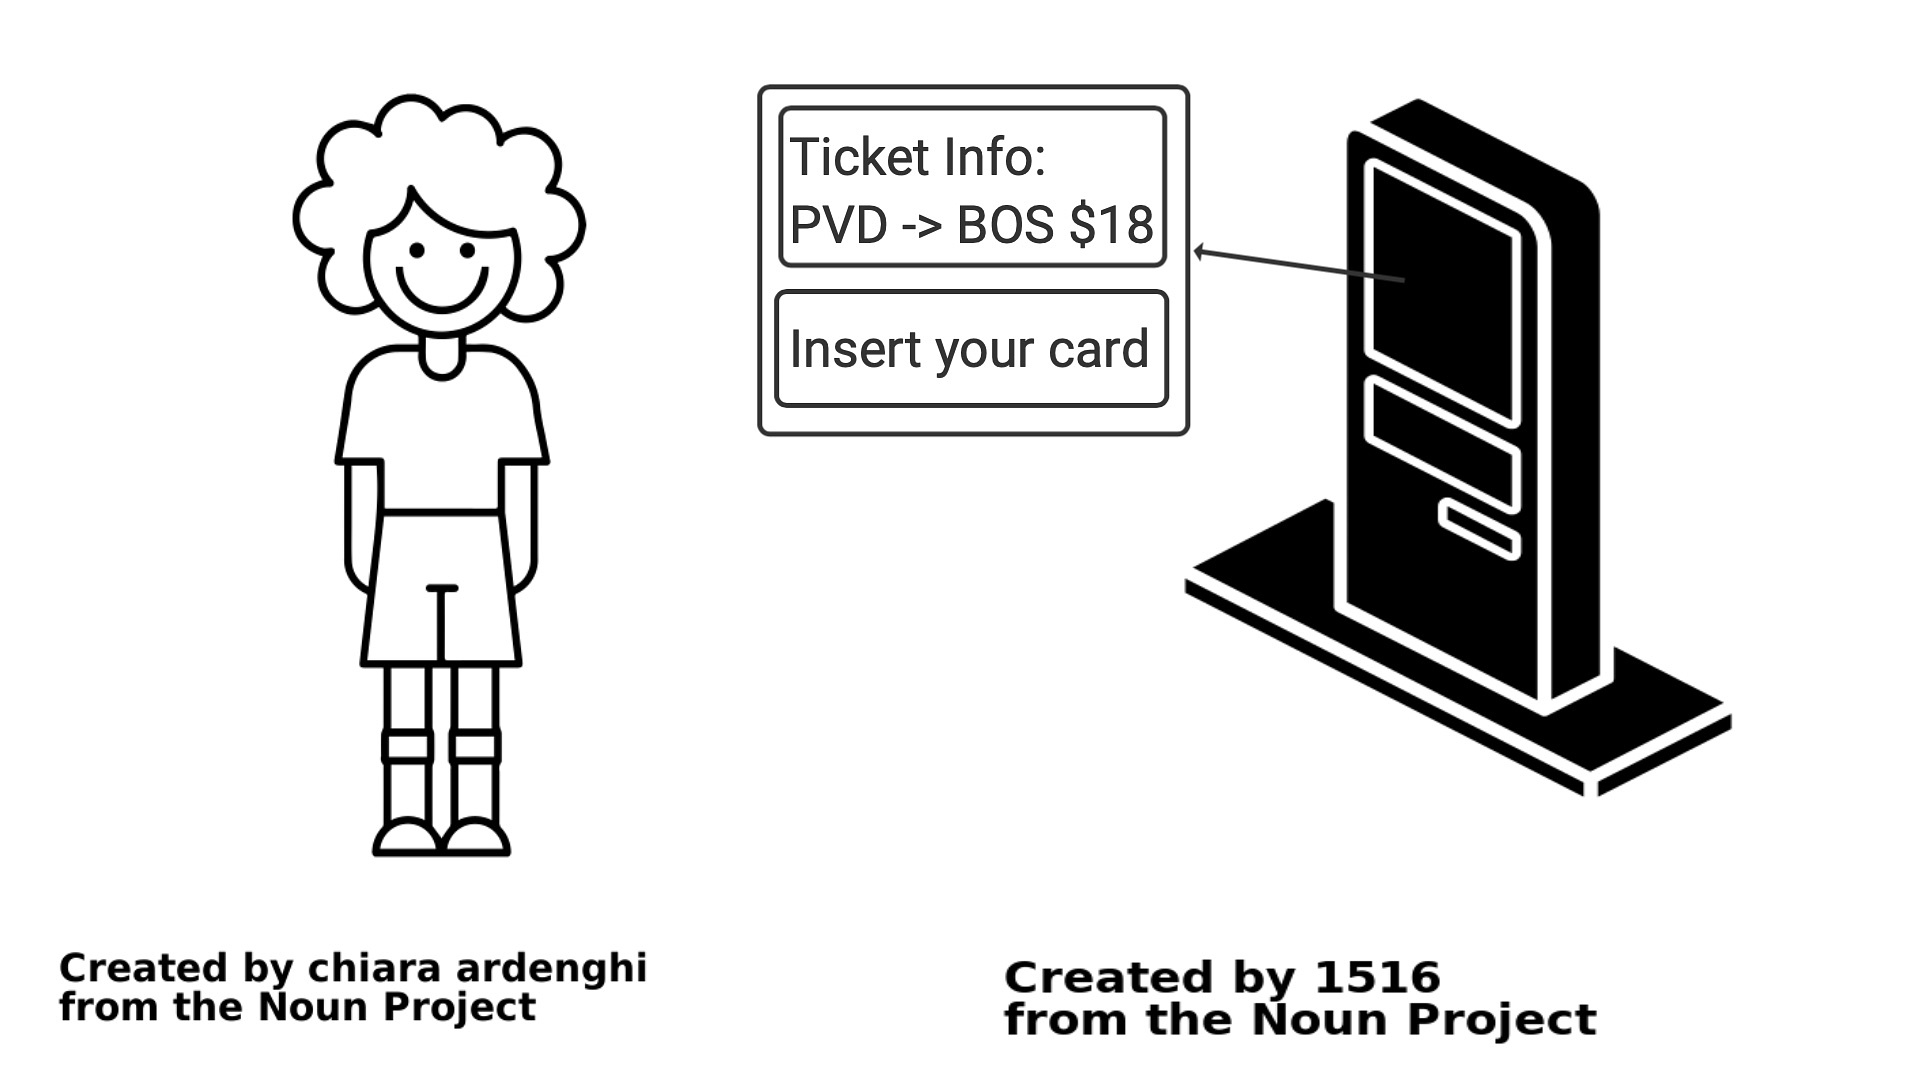 Ticket Info:
PVD -> BOS $18
Insert your card
Created by chiara ardenghi
from the Noun Project
Created by 1516
from the Noun Project